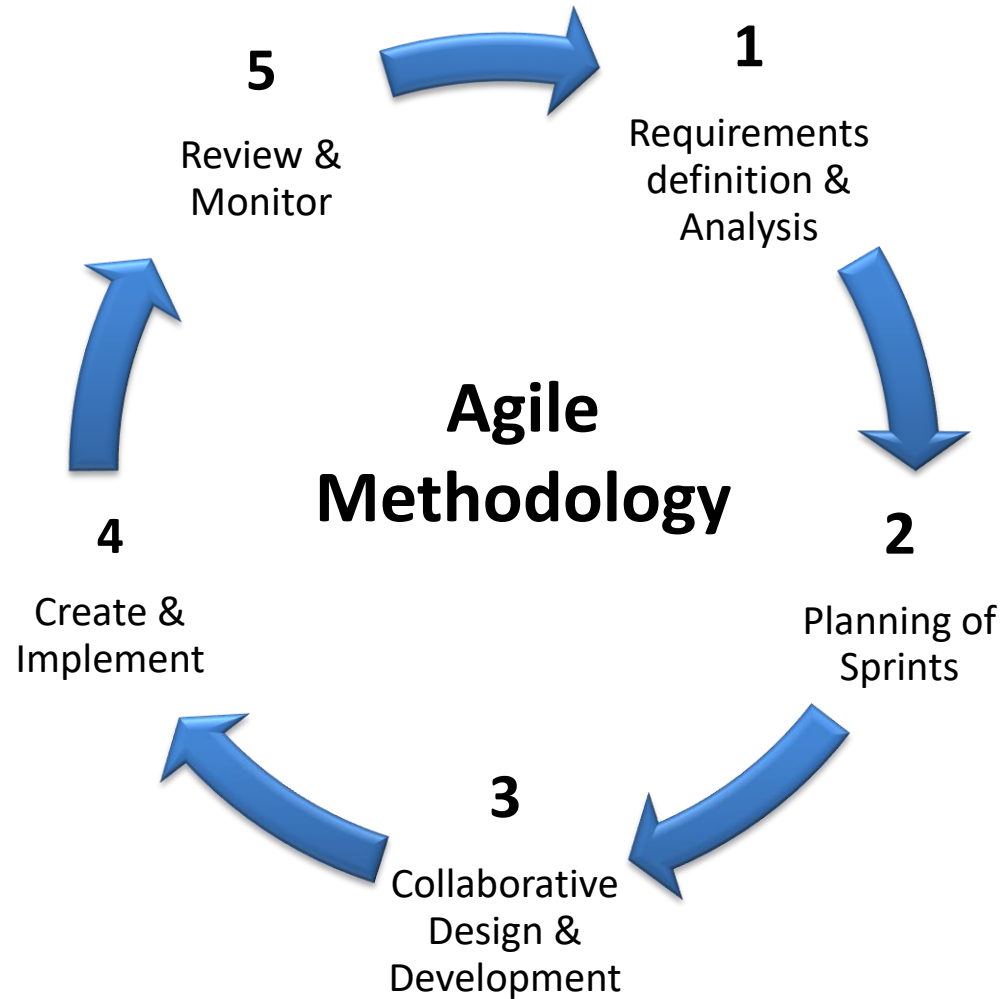 1
Requirements
definition &
Analysis
2
Planning of
Sprints
3
Collaborative
Design &
Development
4
Create &
Implement
5
Review &
Monitor
Agile
Methodology